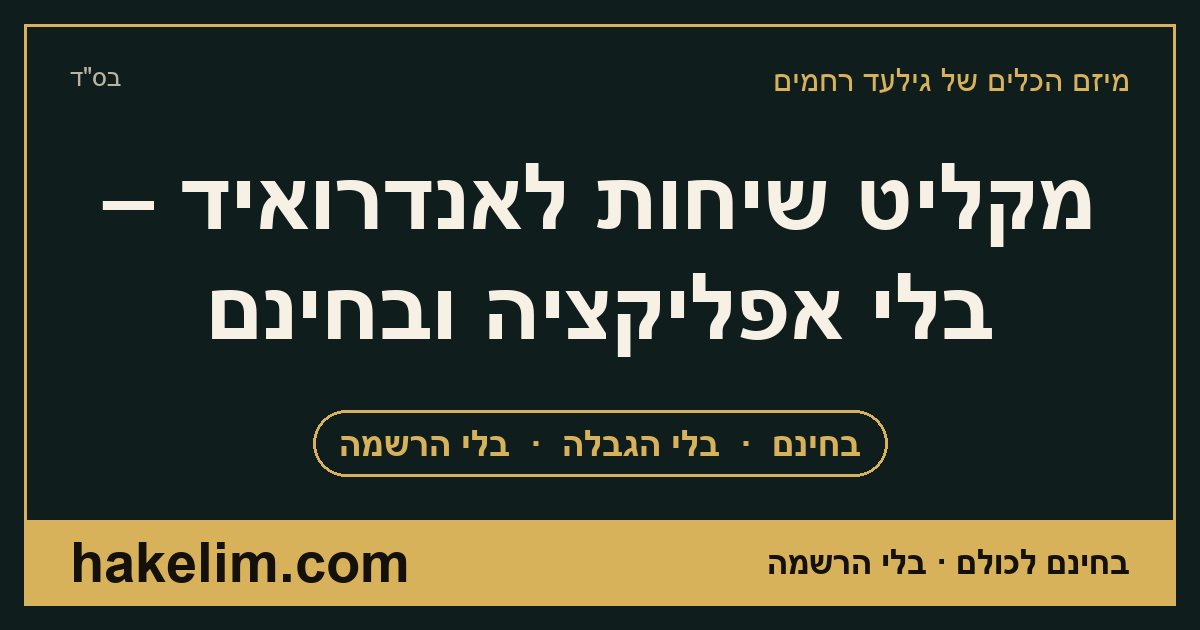 מיזם הכלים של גילעד רחמים
בס"ד
מקליט שיחות לאנדרואיד –
בלי אפליקציה ובחינם
בחינם · בלי הגבלה · בלי הרשמה
בחינם לכולם · בלי הרשמה
hakelim.com